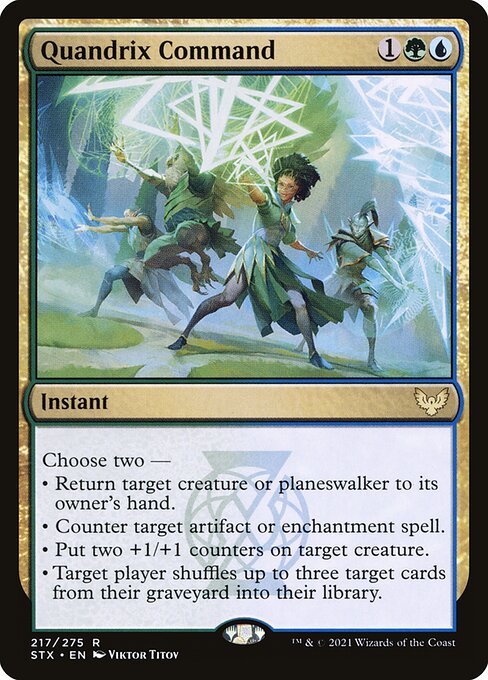 Quandrix Command 1
Instant
Choose two —
• Return target creature or planeswalker to its
owner's hand.
• Counter target artifact or enchantment spell.
• Put two +1/+1 counters on target creature.
• Target player shuffles up to three target cards
from their graveyard into their library.
217/275 R
STX • EN Viktor Titov
™ & © 2021 Wizards of the Coast